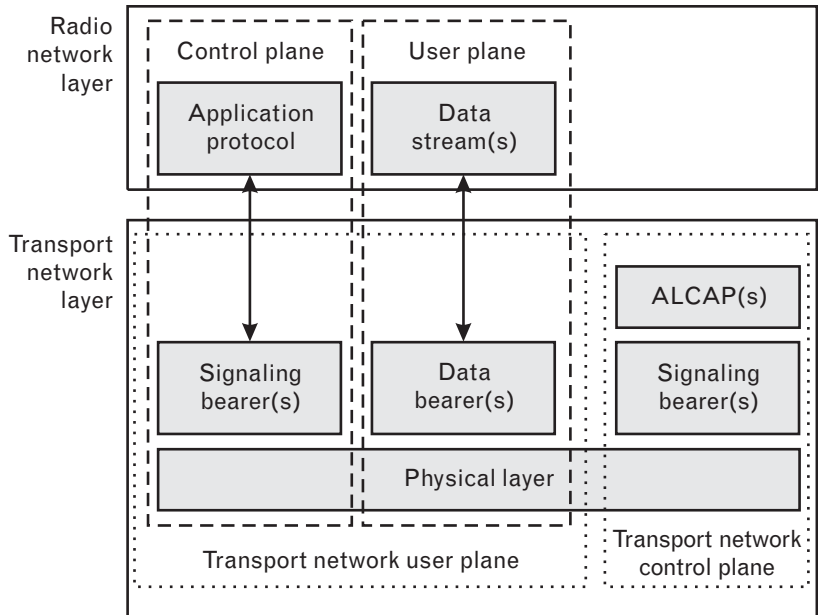 Radio
network
layer
Control plane
User plane
Application
protocol
Data
stream(s)
Transport
network
layer
ALCAP(s)
Signaling
bearer(s)
Data
bearer(s)
Signaling
bearer(s)
Physical layer
Transport network user plane
Transport network
control plane